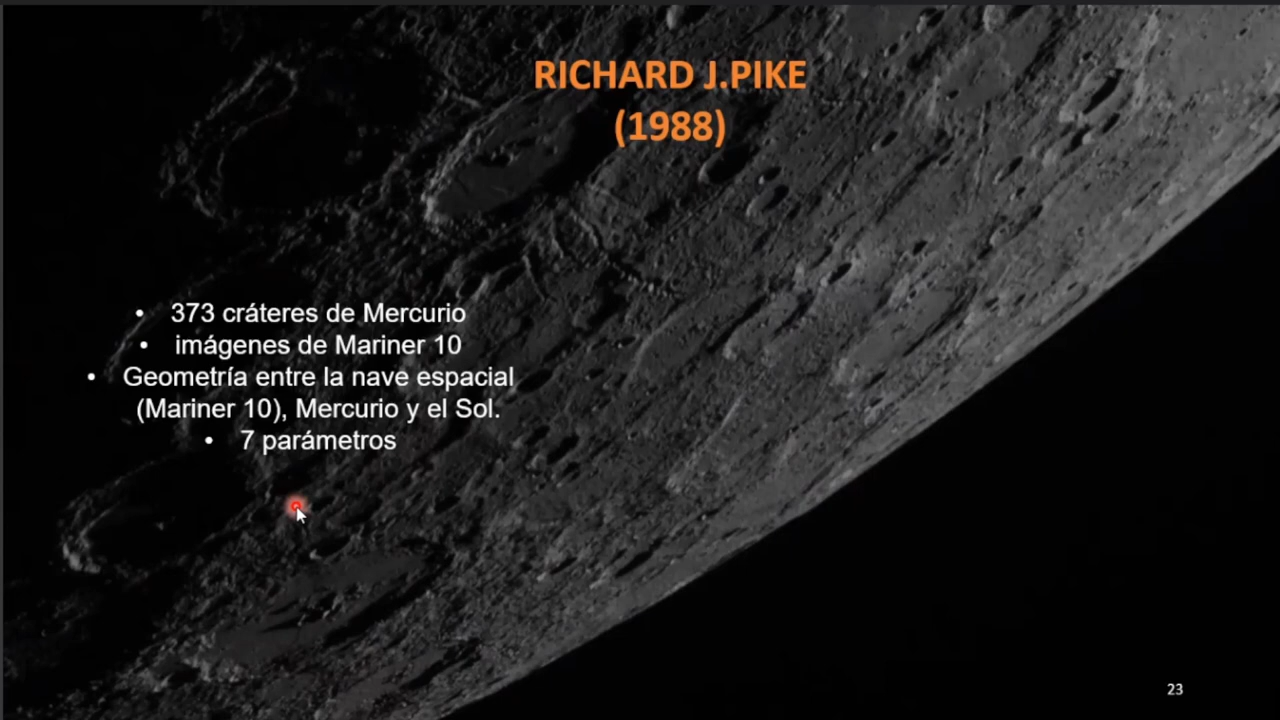 RICHARD J.PIKE
(1988)
• 373 cráteres de Mercurio
• imágenes de Mariner 10
• Geometría entre la nave espacial
(Mariner 10), Mercurio y el Sol.
• 7 parámetros
23